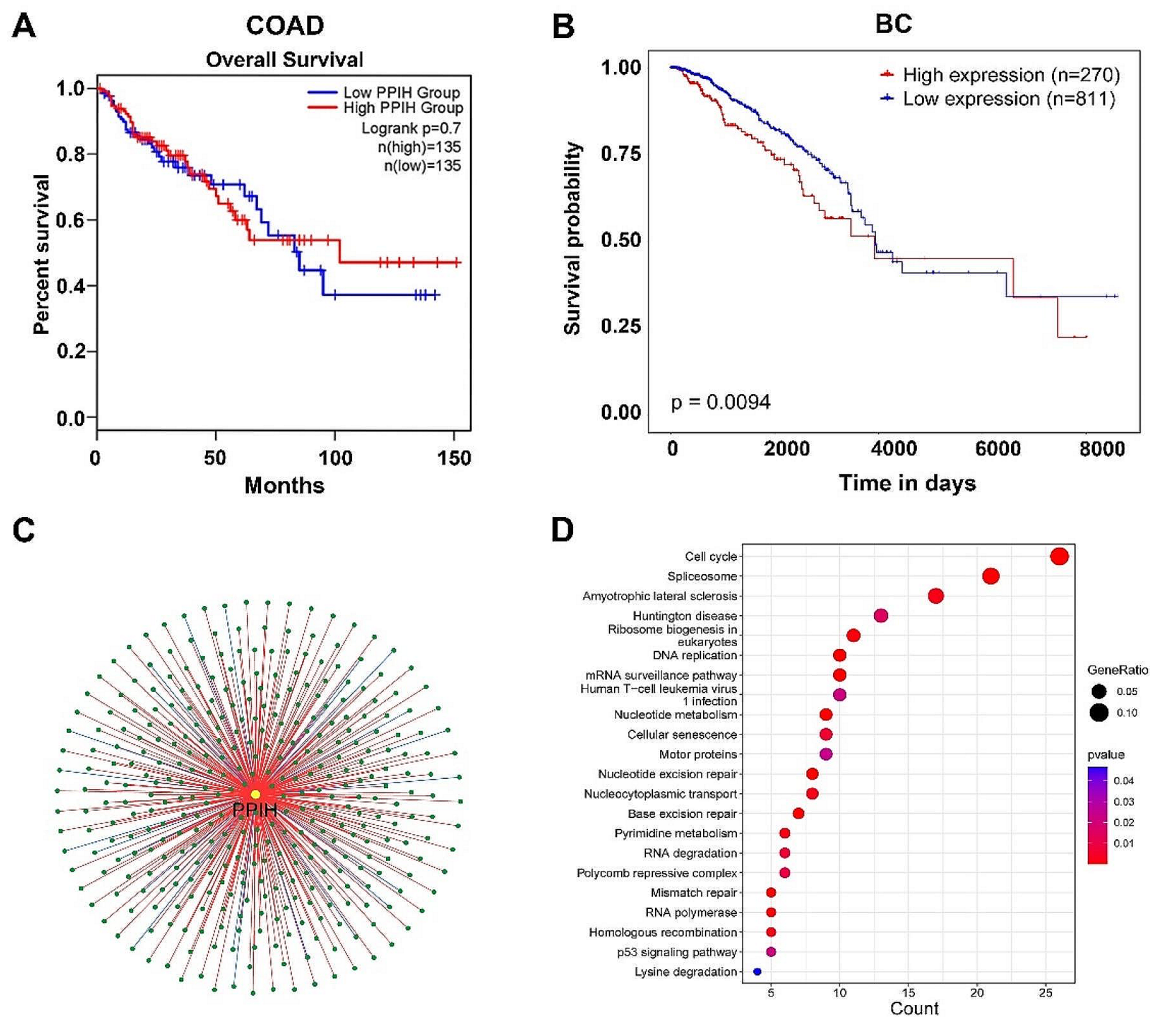 A
COAD
Overall Survival
Low PPIH Group
High PPIH Group
Logrank p=0.7
n(high)=135
n(low)=135
Percent survival
1.0
0.8
0.6
0.4
0.2
0.0
0
50
100
150
Months
B
BC
High expression (n=270)
Low expression (n=811)
Survival probability
1.00
0.75
0.50
0.25
0.00
p = 0.0094
0
2000
4000
6000
8000
Time in days
C
PPIH
D
Cell cycle
Spliceosome
Amyotrophic lateral sclerosis
Huntington disease
Ribosome biogenesis in
eukaryotes
DNA replication
mRNA surveillance pathway
Human T−cell leukemia virus
1 infection
Nucleotide metabolism
Cellular senescence
Motor proteins
Nucleotide excision repair
Nucleocytoplasmic transport
Base excision repair
Pyrimidine metabolism
RNA degradation
Polycomb repressive complex
Mismatch repair
RNA polymerase
Homologous recombination
p53 signaling pathway
Lysine degradation
5
10
15
20
25
Count
GeneRatio
0.05
0.10
pvalue
0.04
0.03
0.02
0.01